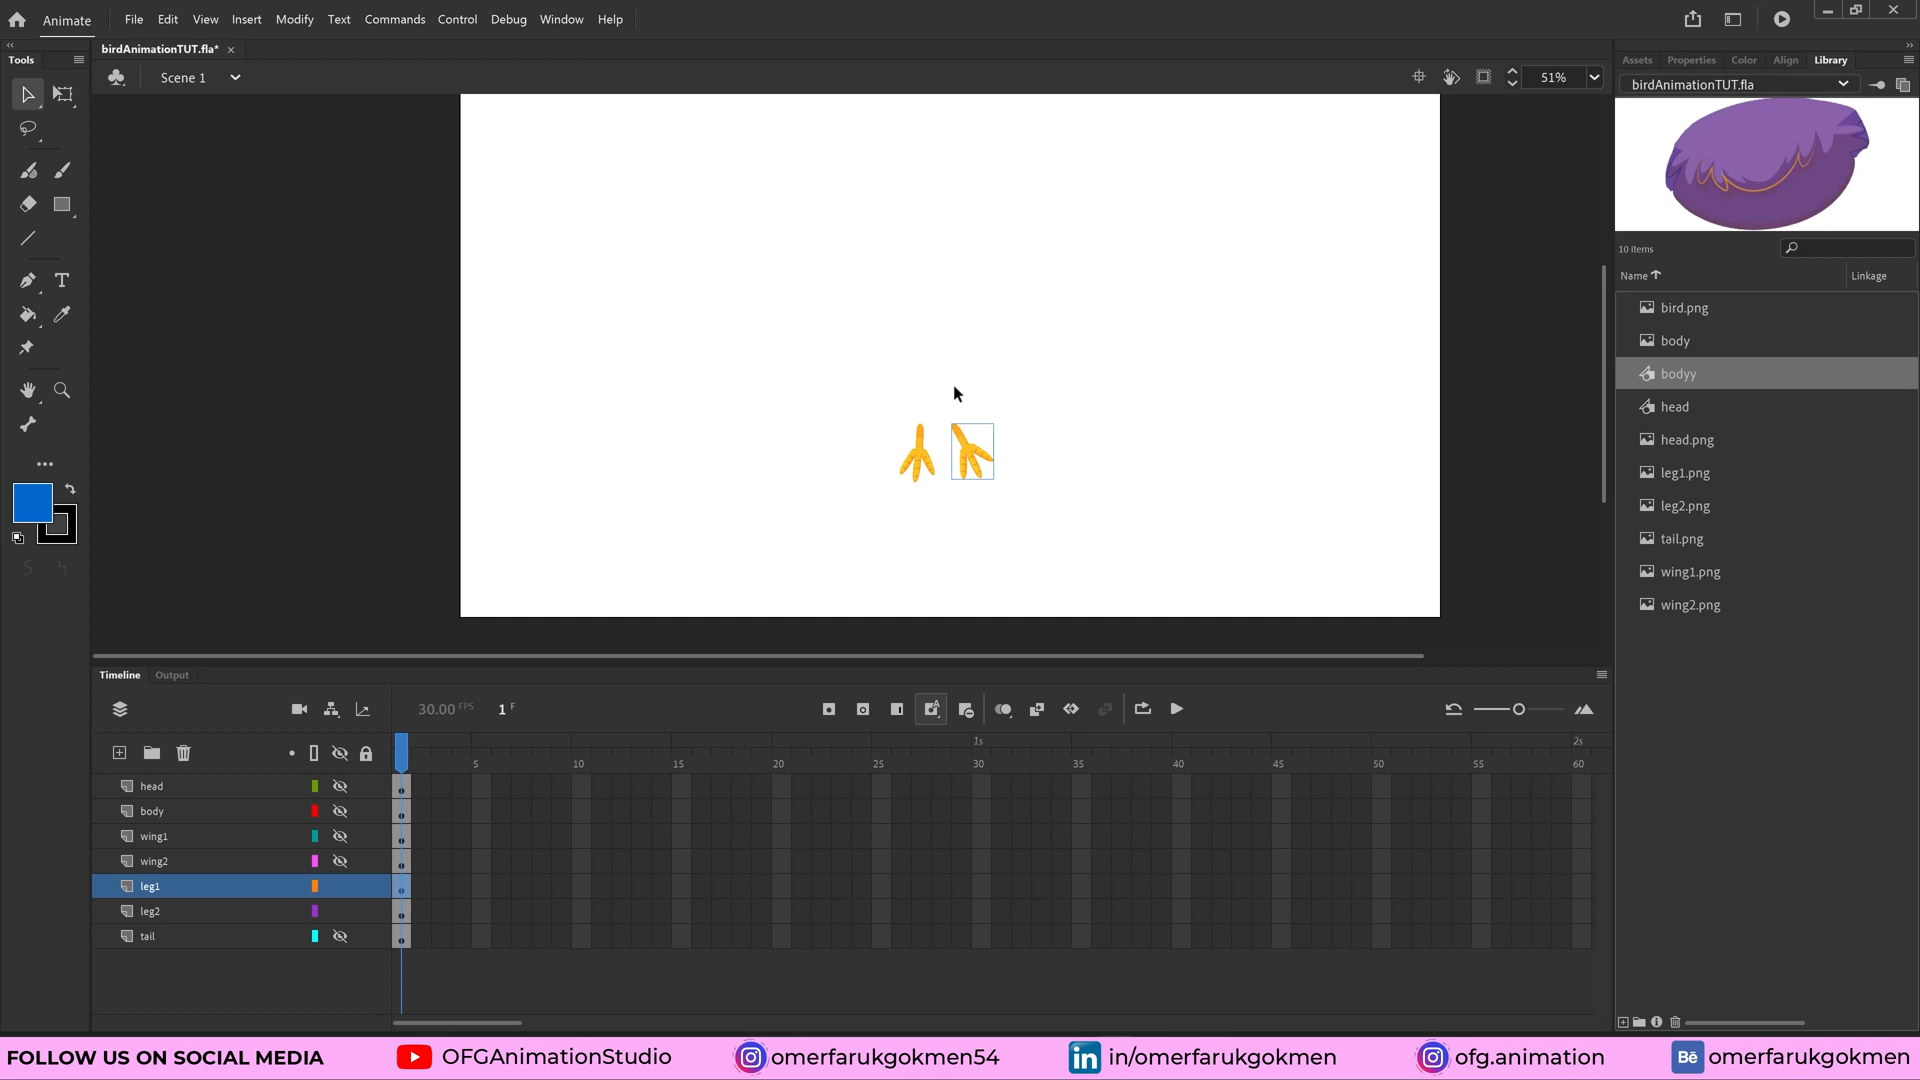 Animate File Edit View Insert Modify Text Commands Control Debug Window Help
birdAnimationTUT.fla*
Tools
Scene 1
51%
Assets Properties Color Align Library
birdAnimationTUT.fla
10 items
Name Linkage
bird.png
body
bodyy
head
head.png
leg1.png
leg2.png
tail.png
wing1.png
wing2.png
Timeline Output
30.00 FPS 1 F
1s 2s
5 10 15 20 25 30 35 40 45 50 55 60
head
body
wing1
wing2
leg1
leg2
tail
FOLLOW US ON SOCIAL MEDIA OFGAnimationStudio omerfarukgokmen54 in in/omerfarukgokmen ofg.animation Bē omerfarukgokmen